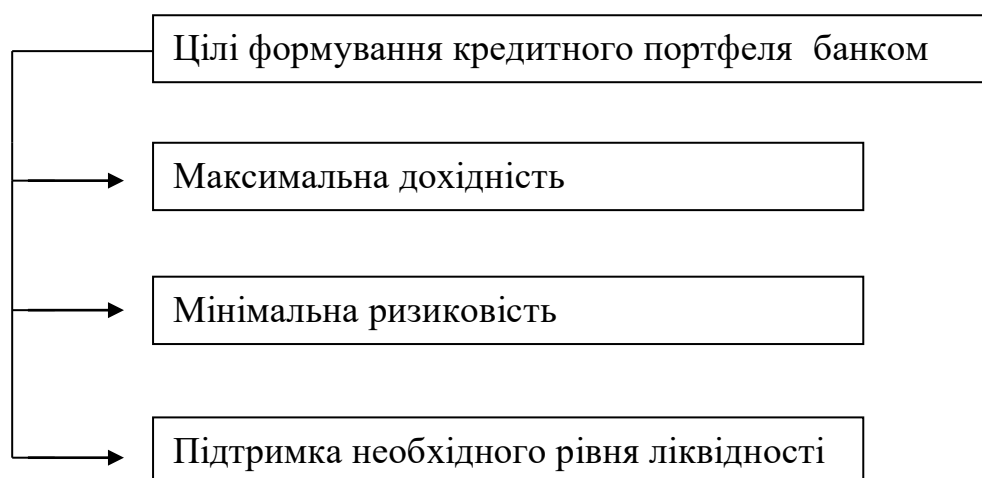 Цілі формування кредитного портфеля банком
Максимальна дохідність
Мінімальна ризиковість
Підтримка необхідного рівня ліквідності